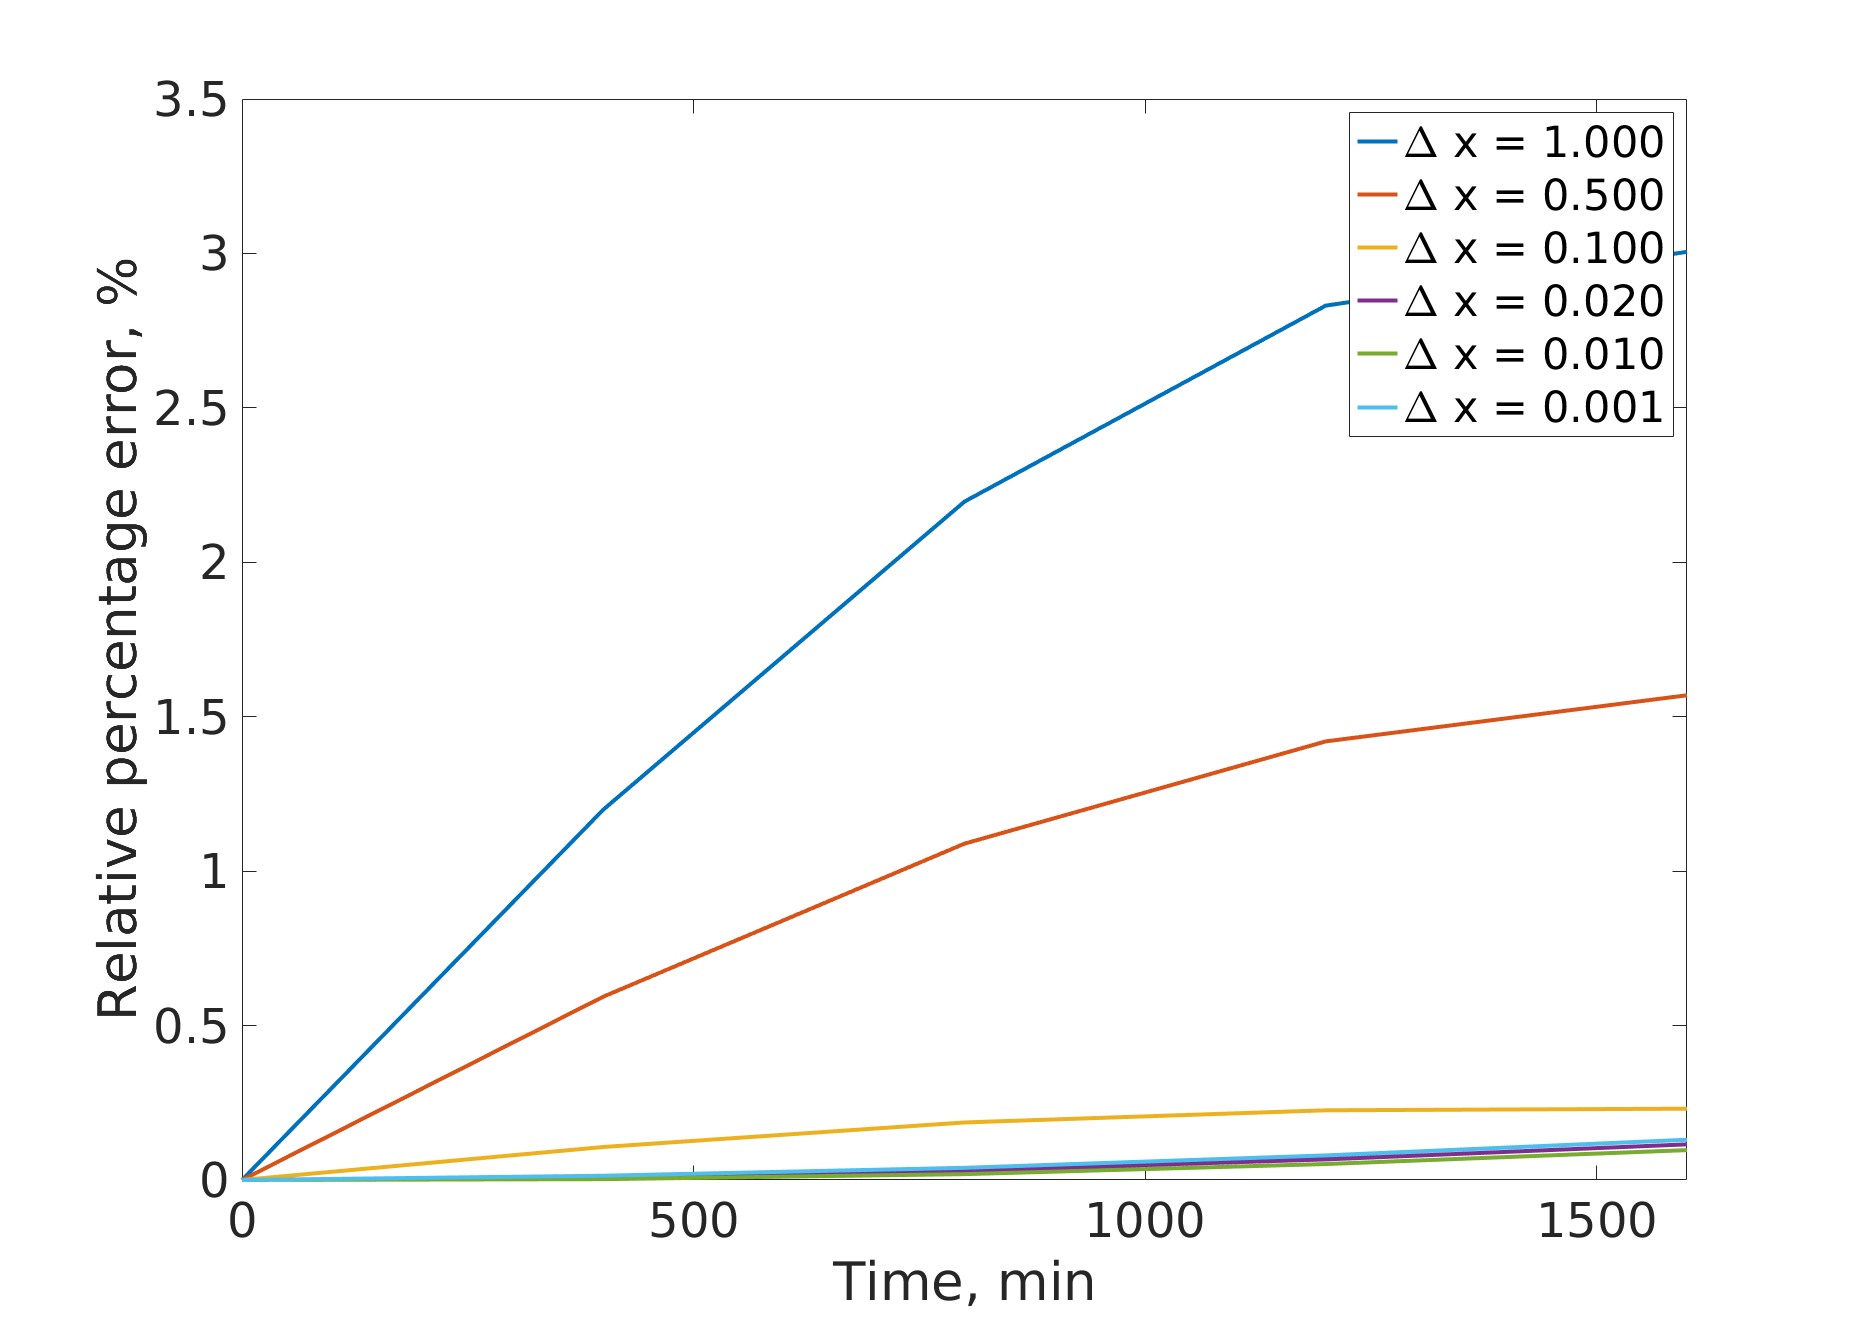 3.5
3
2.5
2
1.5
1
0.5
0
Relative percentage error, %
Δ x = 1.000
Δ x = 0.500
Δ x = 0.100
Δ x = 0.020
Δ x = 0.010
Δ x = 0.001
0 500 1000 1500
Time, min